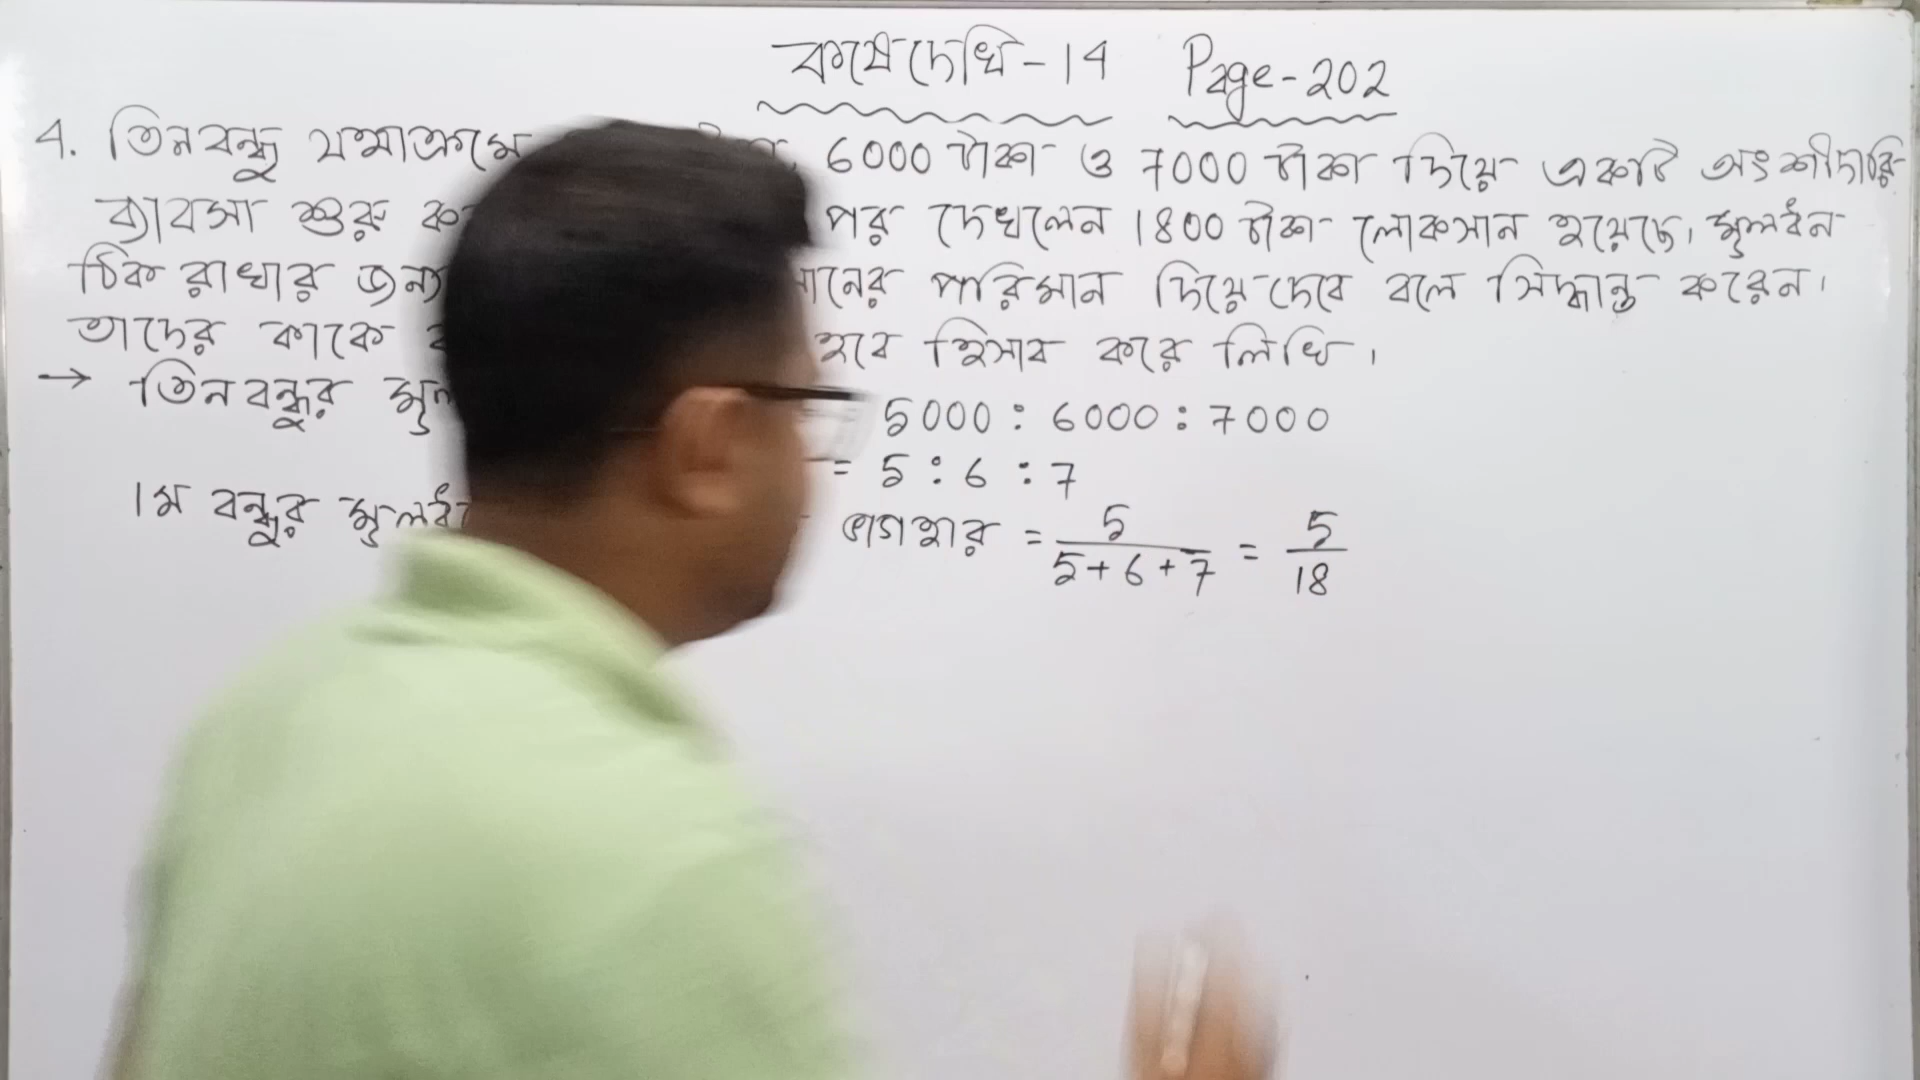 কষে দেখি - 14 Page - 202
4. তিনবন্ধু যথাক্রমে 6000 টাকা ও 7000 টাকা দিয়ে একটি অংশীদারি
ব্যাবসা শুরু পর দেখলেন 1800 টাকা লোকসান হয়েছে। মূলধন
ঠিক রাখার জন্য পরিমান দিয়ে দেবে বলে সিদ্ধান্ত করেন।
তাদের কাকে হবে হিসাব করে লিখি।
→ তিনবন্ধুর 5000 : 6000 : 7000
= 5 : 6 : 7
1ম বন্ধুর ভাগহার = 5/(5+6+7) = 5/18